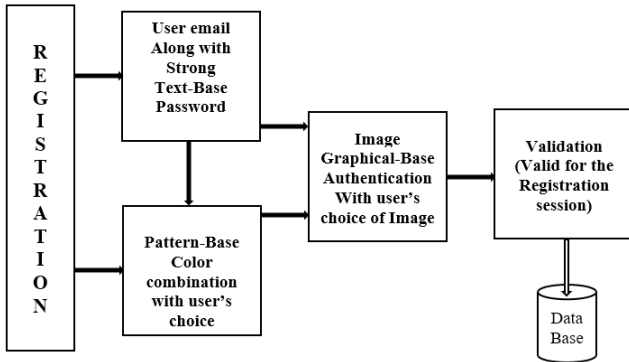 REGISTRATION
User email
Along with
Strong
Text-Base
Password
Pattern-Base
Color
combination
with user's
choice
Image
Graphical-Base
Authentication
With user's
choice of Image
Validation
(Valid for the
Registration
session)
Data
Base